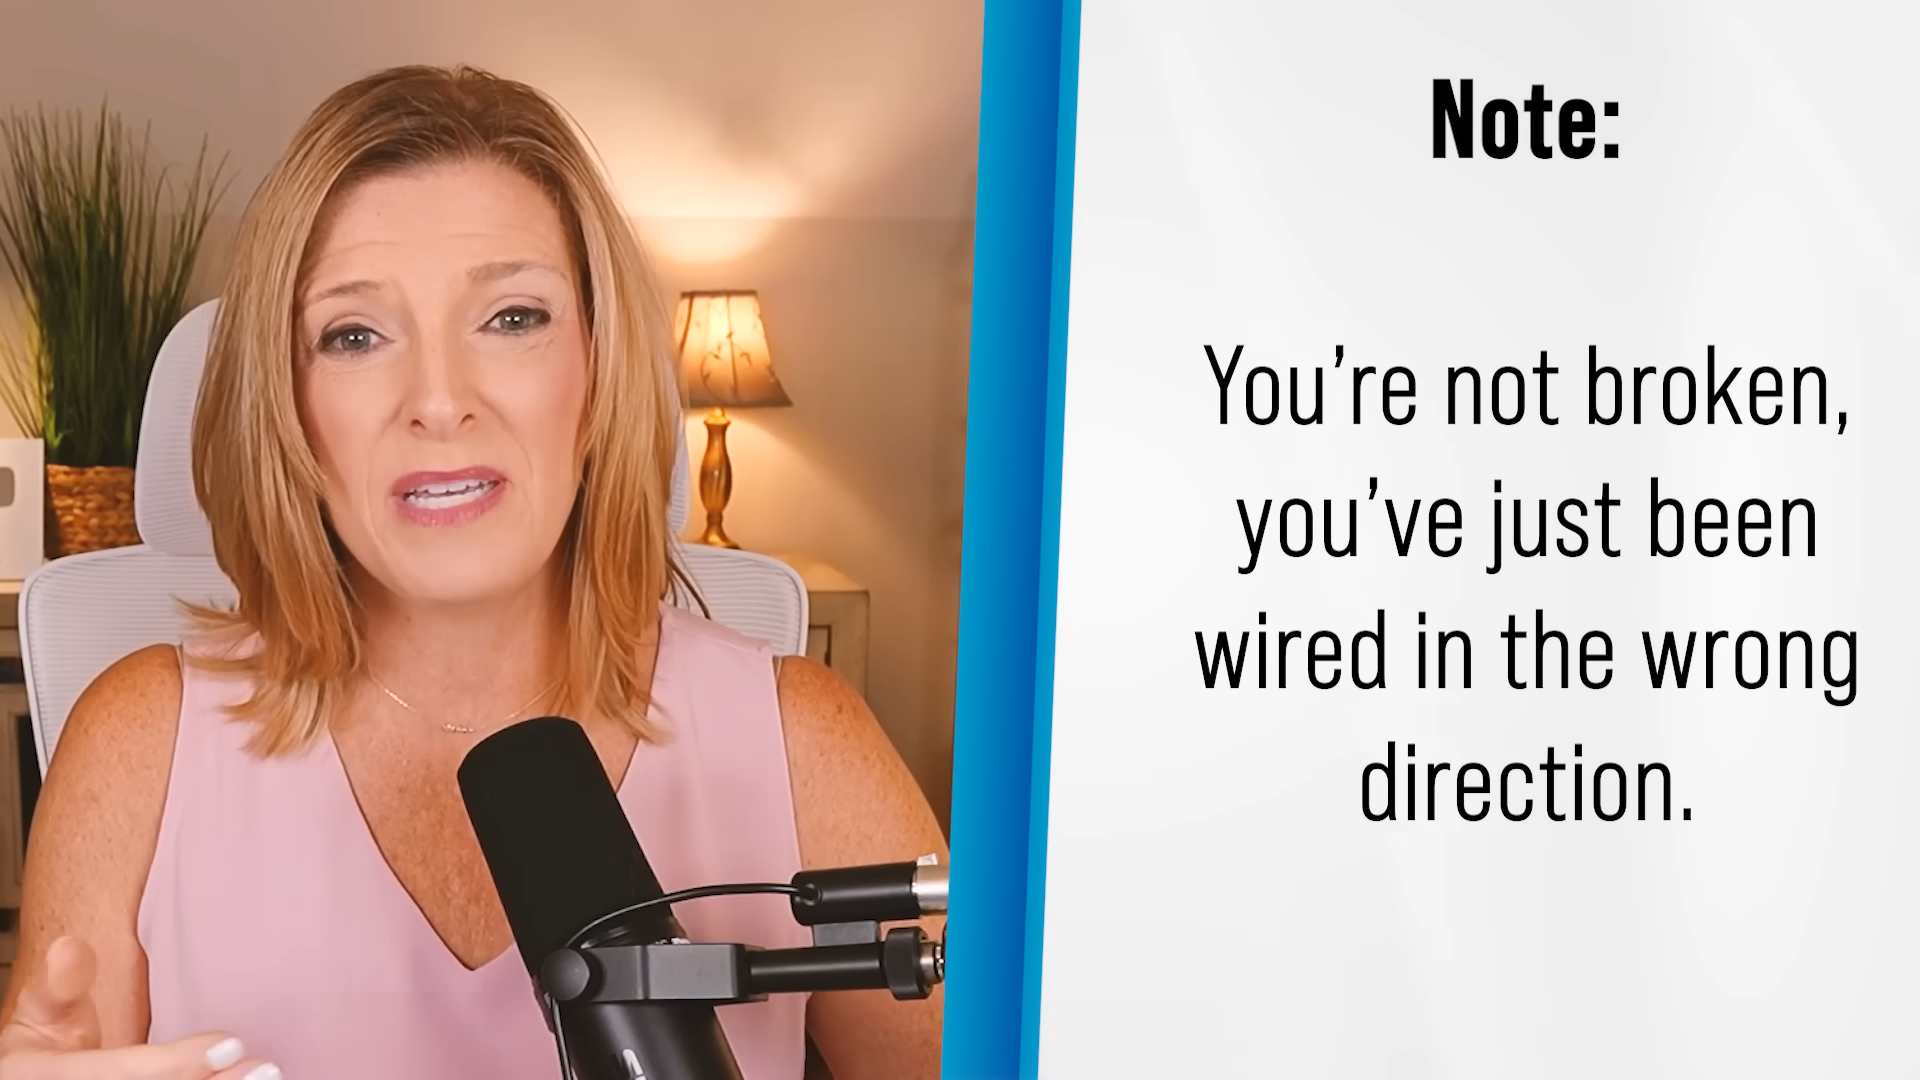 Note:
You’re not broken,
you’ve just been
wired in the wrong
direction.